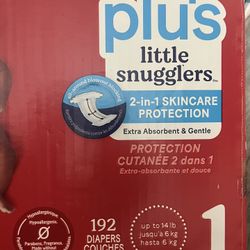 plus
little
snugglers
2-in-1 SKINCARE
PROTECTION
Extra Absorbent & Gentle
PROTECTION
CUTANÉE 2 dans 1
Extra-absorbante et douce
Hypoallergenic
Hypoallergénique
Parabens, Fragrance
192
DIAPERS
COUCHES
up to 14 lb
jusqu'à 6 kg
hasta 6 kg
1